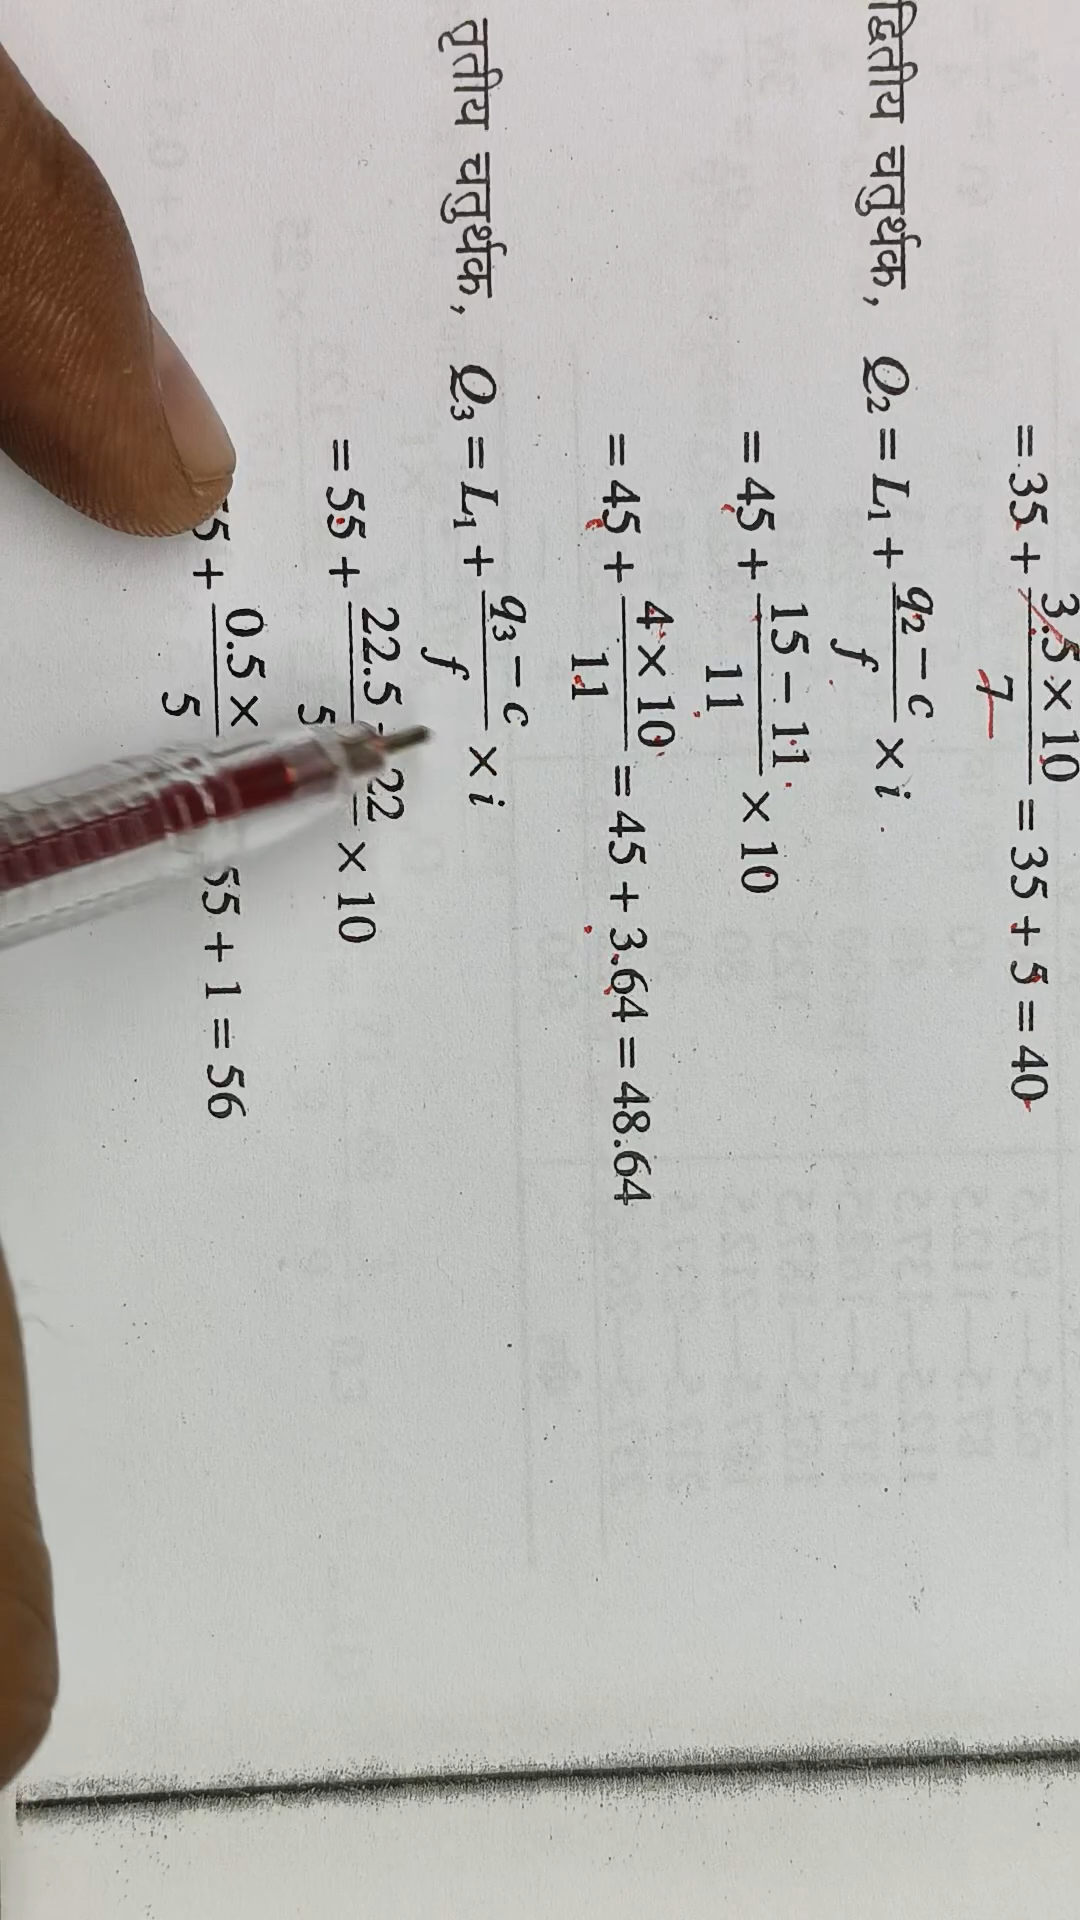 = 35 + 3.5 × 10 / 7 = 35 + 5 = 40
द्वितीय चतुर्थक, Q₂ = L₁ + q₂ − c / f × i
= 45 + 15 − 11 / 11 × 10
= 45 + 4 × 10 / 11 = 45 + 3.64 = 48.64
तृतीय चतुर्थक, Q₃ = L₁ + q₃ − c / f × i
= 55 + 22.5 22 / 5 × 10
5 + 0.5 × / 5 55 + 1 = 56